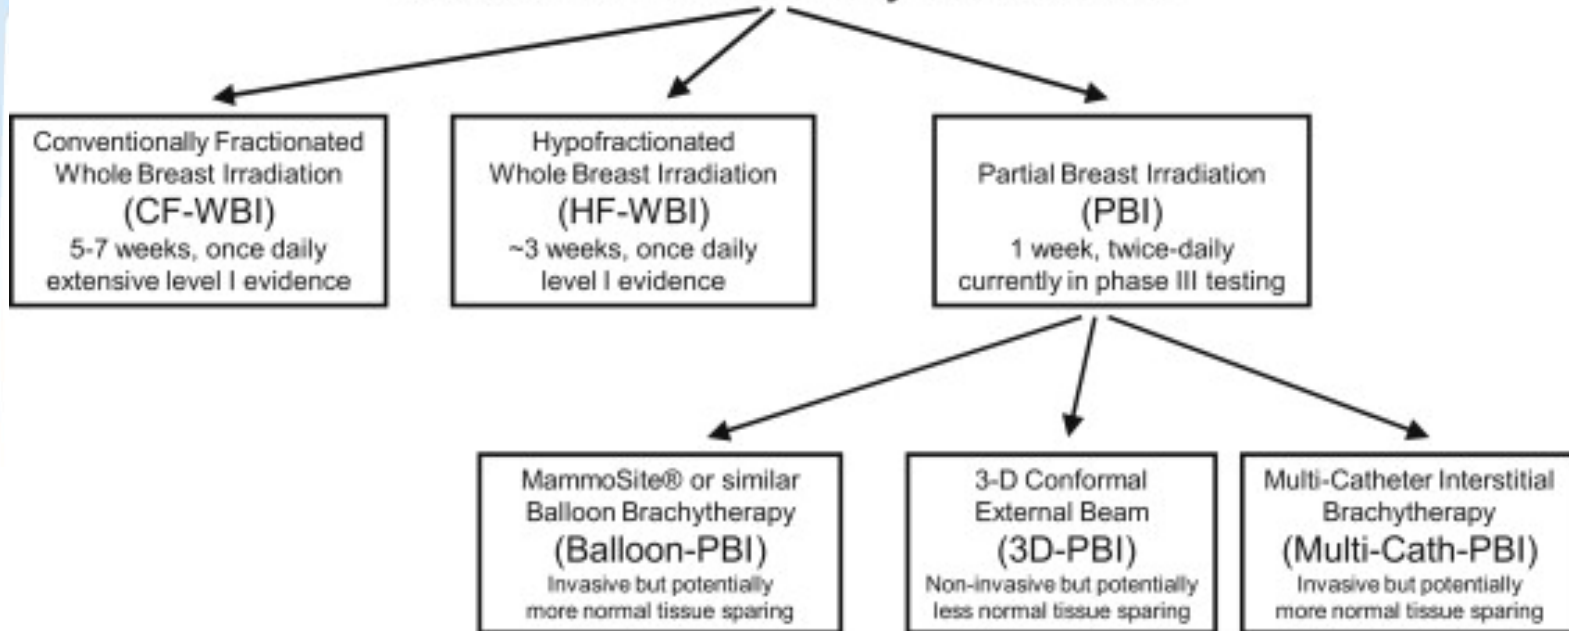 Conventionally Fractionated
Whole Breast Irradiation
(CF-WBI)
5-7 weeks, once daily
extensive level I evidence
Hypofractionated
Whole Breast Irradiation
(HF-WBI)
~3 weeks, once daily
level I evidence
Partial Breast Irradiation
(PBI)
1 week, twice-daily
currently in phase III testing
MammoSite® or similar
Balloon Brachytherapy
(Balloon-PBI)
Invasive but potentially
more normal tissue sparing
3-D Conformal
External Beam
(3D-PBI)
Non-invasive but potentially
less normal tissue sparing
Multi-Catheter Interstitial
Brachytherapy
(Multi-Cath-PBI)
Invasive but potentially
more normal tissue sparing